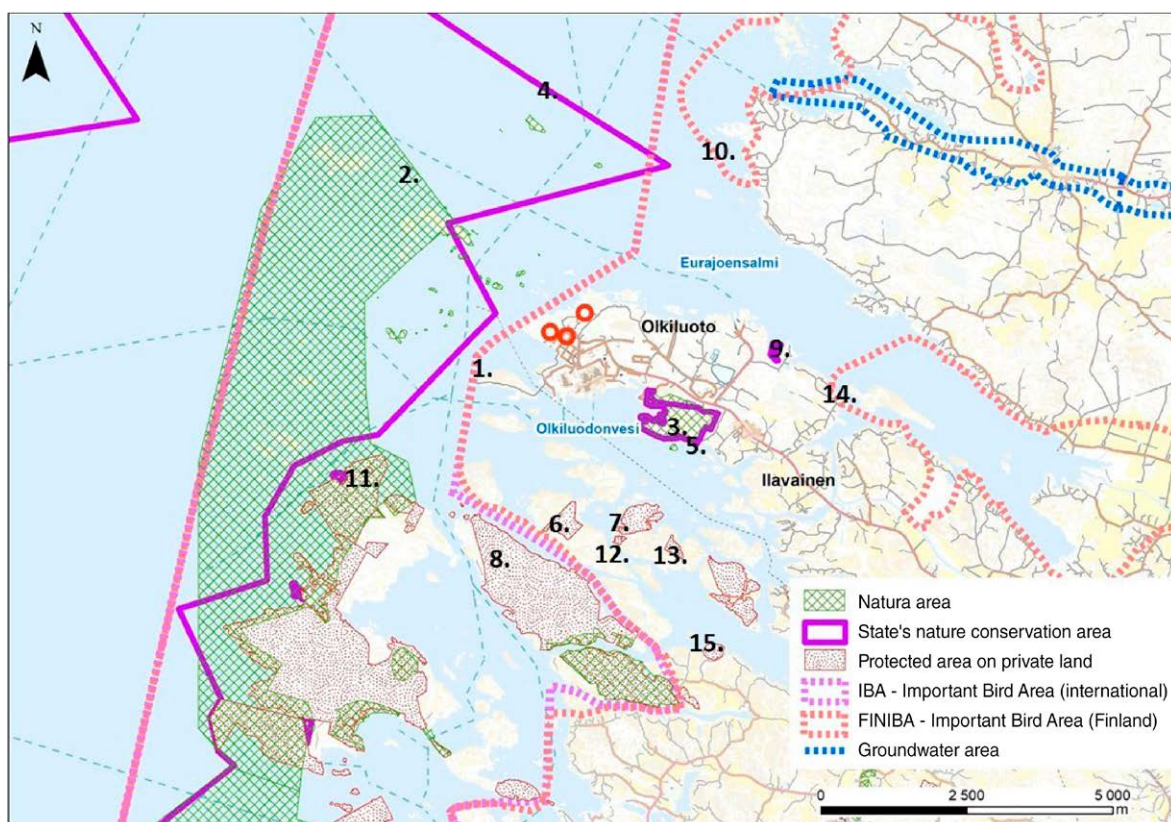 N
4.
2.
10.
Eurajoensalmi
Olkiluoto
9.
1.
14.
3.
Olkiluodonvesi
5.
11.
Ilavainen
6.
7.
8.
12.
13.
15.
Natura area
State's nature conservation area
Protected area on private land
IBA - Important Bird Area (international)
FINIBA - Important Bird Area (Finland)
Groundwater area
0 2 500 5 000
m